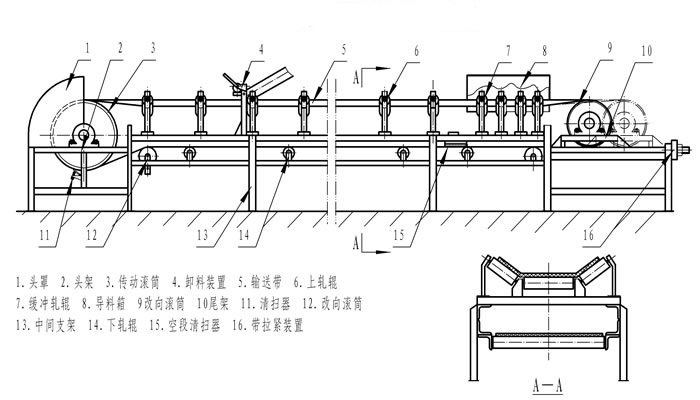 1 2 3 4 5 A 6 7 8 9 10
11 12 13 14 A 15 16
1.头罩 2.头架 3.传动滚筒 4.卸料装置 5.输送带 6.上轧辊
7.缓冲轧辊 8.导料箱 9改向滚筒 10尾架 11.清扫器 12.改向滚筒
13.中间支架 14.下轧辊 15.空段清扫器 16.带拉紧装置
A—A